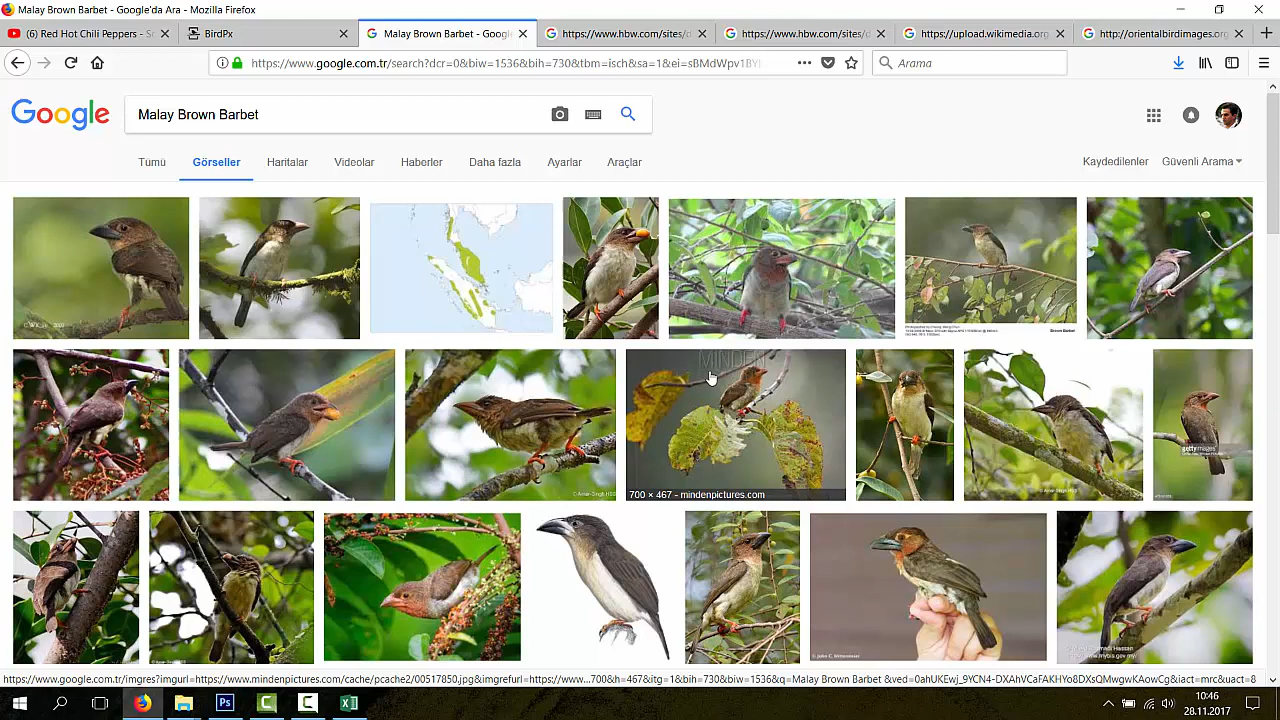 Malay Brown Barbet - Google'da Ara - Mozilla Firefox
(6) Red Hot Chili Peppers - S
BirdPx
Malay Brown Barbet - Google
https://www.hbw.com/sites/d
https://www.hbw.com/sites/d
https://upload.wikimedia.org
http://orientalbirdimages.org
https://www.google.com.tr/search?dcr=0&biw=1536&bih=730&tbm=isch&sa=1&ei=sBMdWpv1BY
Arama
Google
Malay Brown Barbet
Tümü
Görseller
Haritalar
Videolar
Haberler
Daha fazla
Ayarlar
Araçlar
Kaydedilenler
Güvenli Arama
Brown Barbet
MINDEN
700 × 467 - mindenpictures.com
gettyimages
https://www.google.com.tr/imgres?imgurl=https://www.mindenpictures.com/cache/pcache2/00517850.jpg&imgrefurl=https://www...700&h=467&itg=1&bih=730&biw=1536&q=Malay Brown Barbet &ved=0ahUKEwj_9YCN4-DXAhVCaFAKHYo8DXsQMwgwKAowCg&iact=mrc&uact=8
10:46
28.11.2017